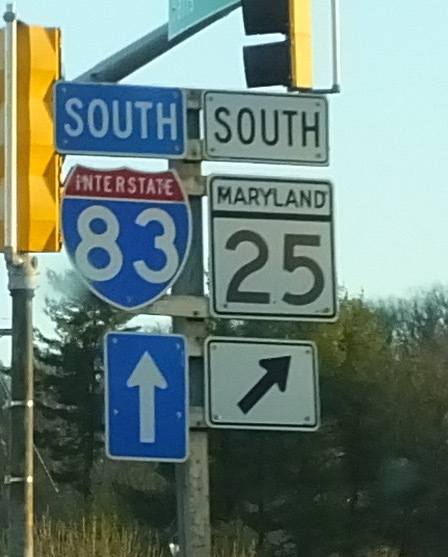 SOUTH
INTERSTATE
83
SOUTH
MARYLAND
25